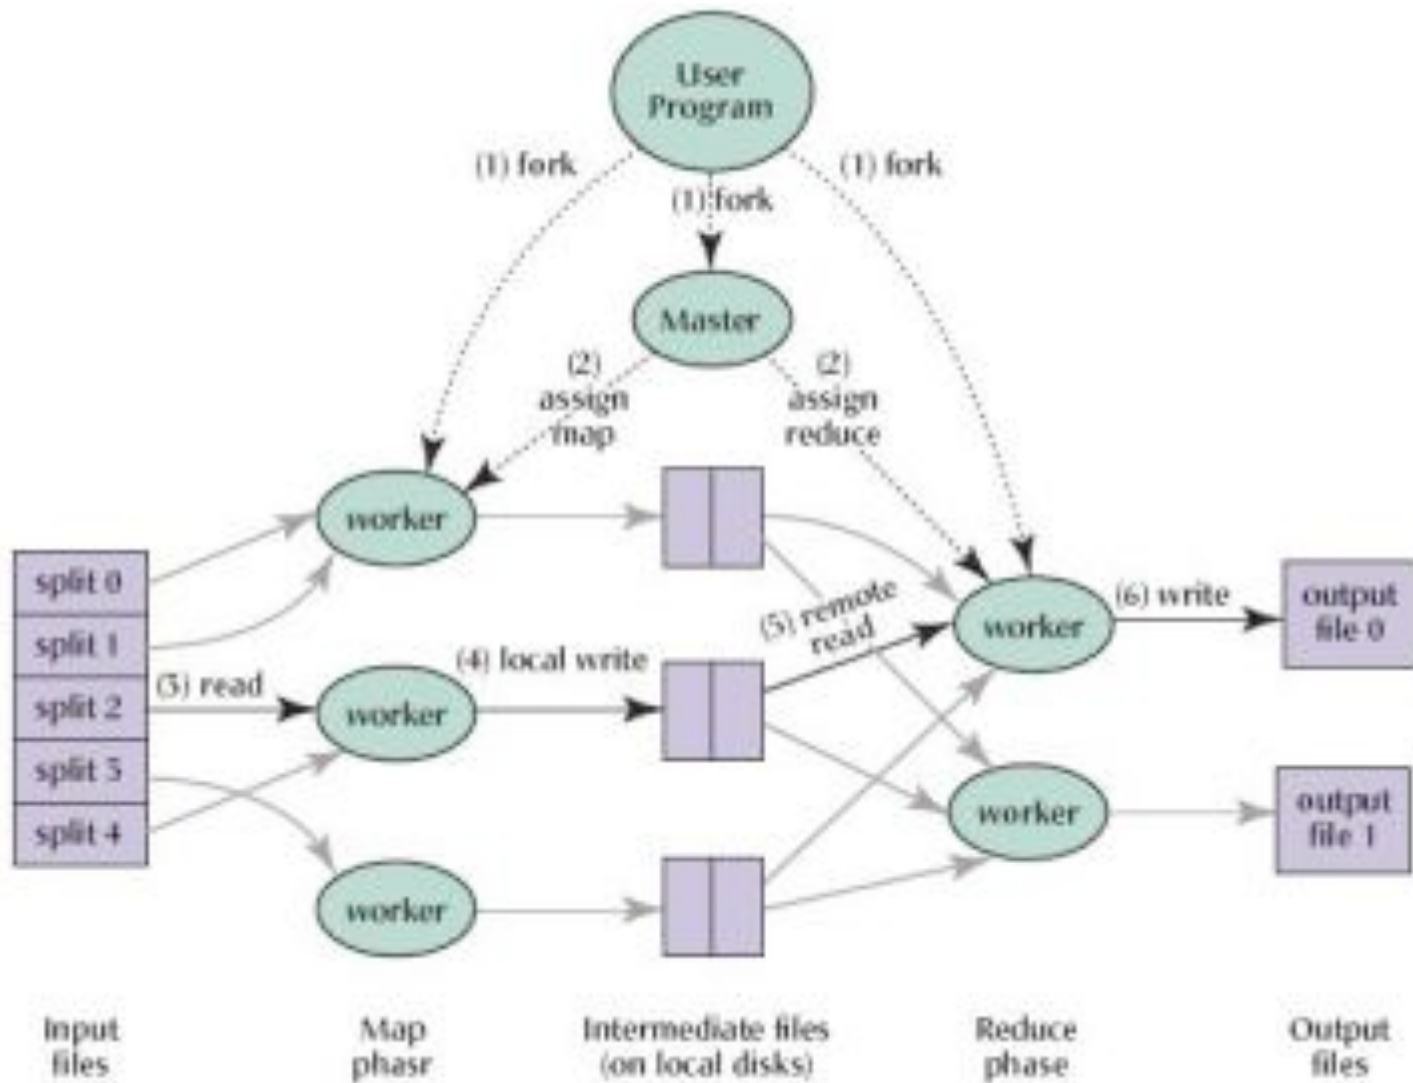 User
Program
(1) fork
(1) fork
(1) fork
Master
(2)
assign
map
(2)
assign
reduce
worker
split 0
split 1
split 2
split 3
split 4
(3) read
worker
(4) local write
worker
(5) remote
read
worker
(6) write
output
file 0
worker
output
file 1
Input
files
Map
phasr
Intermediate files
(on local disks)
Reduce
phase
Output
files